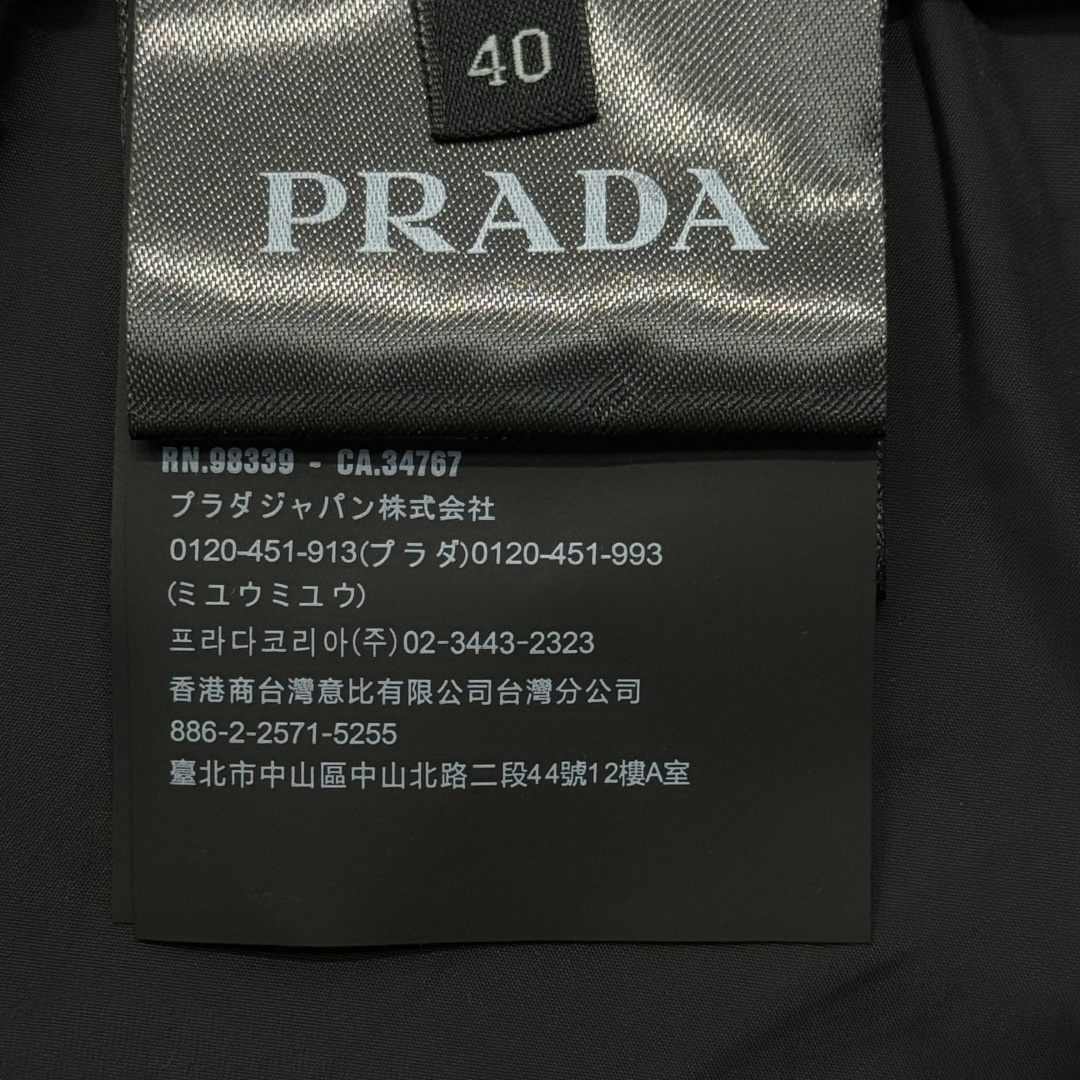 40
PRADA
RN.98339 - CA.34767
プラダジャパン株式会社
0120-451-913(プラダ)0120-451-993
(ミユウミユウ)
프라다코리아(주)02-3443-2323
香港商台灣意比有限公司台灣分公司
886-2-2571-5255
臺北市中山區中山北路二段44號12樓A室